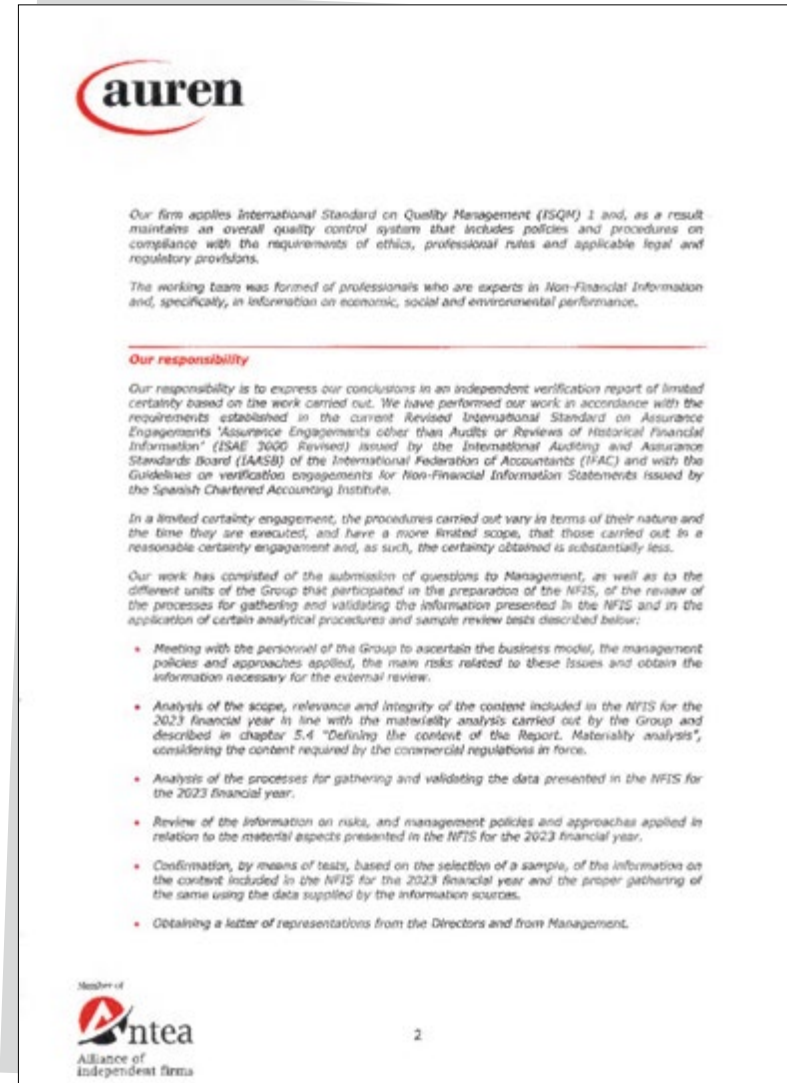 auren
Our firm applies International Standard on Quality Management (ISQM) 1 and, as a result
maintains an overall quality control system that includes policies and procedures on
compliance with the requirements of ethics, professional rules and applicable legal and
regulatory provisions.
The working team was formed of professionals who are experts in Non-Financial Information
and, specifically, in information on economic, social and environmental performance.
Our responsibility
Our responsibility is to express our conclusions in an independent verification report of limited
certainty based on the work carried out. We have performed our work in accordance with the
requirements established in the current Revised International Standard on Assurance
Engagements "Assurance Engagements other than Audits or Reviews of Historical Financial
Information" (ISAE 3000 Revised) issued by the International Auditing and Assurance
Standards Board (IAASB) of the International Federation of Accountants (IFAC) and with the
Guidelines on verification engagements for Non-Financial Information Statements issued by
the Spanish Chartered Accounting Institute.
In a limited certainty engagement, the procedures carried out vary in terms of their nature and
the time they are executed, and have a more limited scope, that those carried out in a
reasonable certainty engagement and, as such, the certainty obtained is substantially less.
Our work has consisted of the submission of questions to Management, as well as to the
different units of the Group that participated in the preparation of the NFIS, of the review of
the processes for gathering and validating the information presented in the NFIS and in the
application of certain analytical procedures and sample review tests described below:
• Meeting with the personnel of the Group to ascertain the business model, the management
policies and approaches applied, the main risks related to these issues and obtain the
information necessary for the external review.
• Analysis of the scope, relevance and integrity of the content included in the NFIS for the
2023 financial year in line with the materiality analysis carried out by the Group and
described in chapter 5.4 "Defining the content of the Report. Materiality analysis",
considering the content required by the commercial regulations in force.
• Analysis of the processes for gathering and validating the data presented in the NFIS for
the 2023 financial year.
• Review of the information on risks, and management policies and approaches applied in
relation to the material aspects presented in the NFIS for the 2023 financial year.
• Confirmation, by means of tests, based on the selection of a sample, of the information on
the content included in the NFIS for the 2023 financial year and the proper gathering of
the same using the data supplied by the information sources.
• Obtaining a letter of representations from the Directors and from Management.
Member of
Antea
Alliance of
independent firms
2